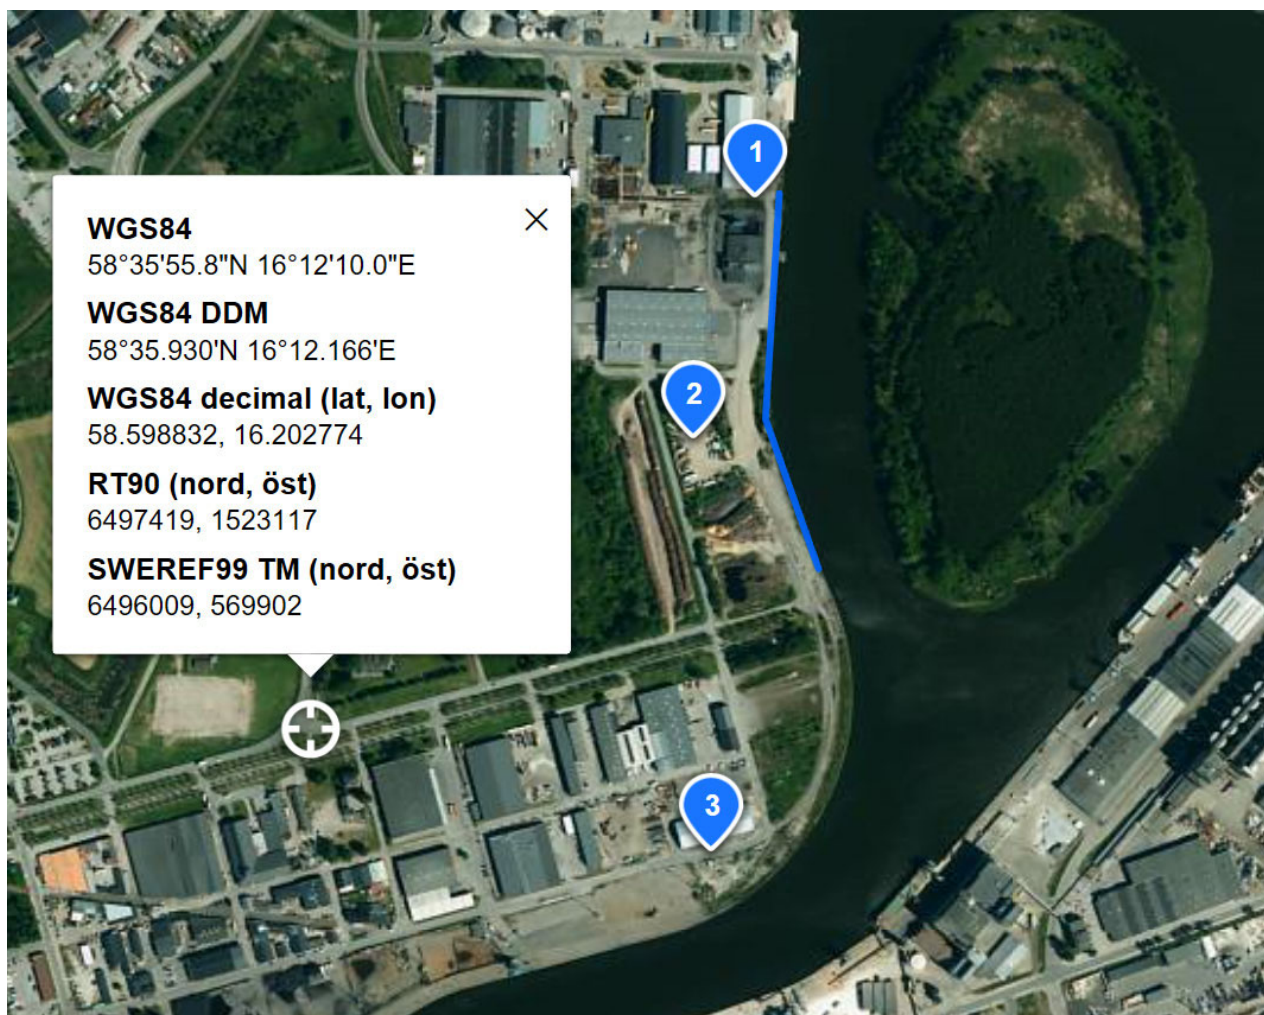 1
WGS84
58°35'55.8"N 16°12'10.0"E
WGS84 DDM
58°35.930'N 16°12.166'E
WGS84 decimal (lat, lon)
58.598832, 16.202774
RT90 (nord, öst)
6497419, 1523117
SWEREF99 TM (nord, öst)
6496009, 569902
2
3